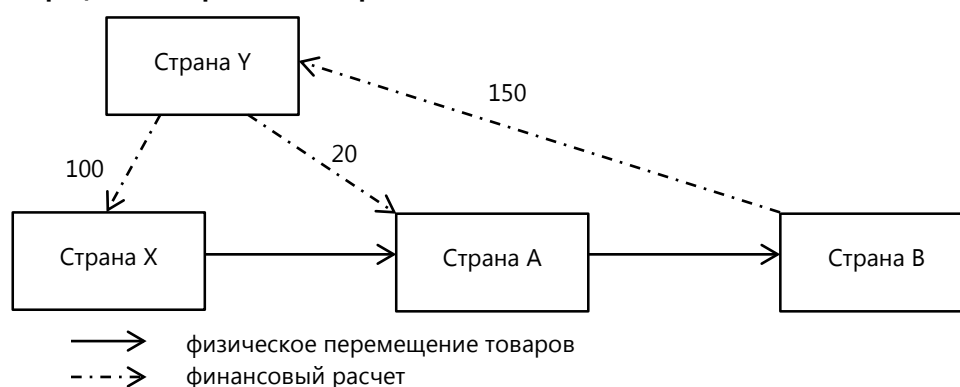 Страна Y
150
20
100
Страна X
Страна A
Страна B
физическое перемещение товаров
финансовый расчет